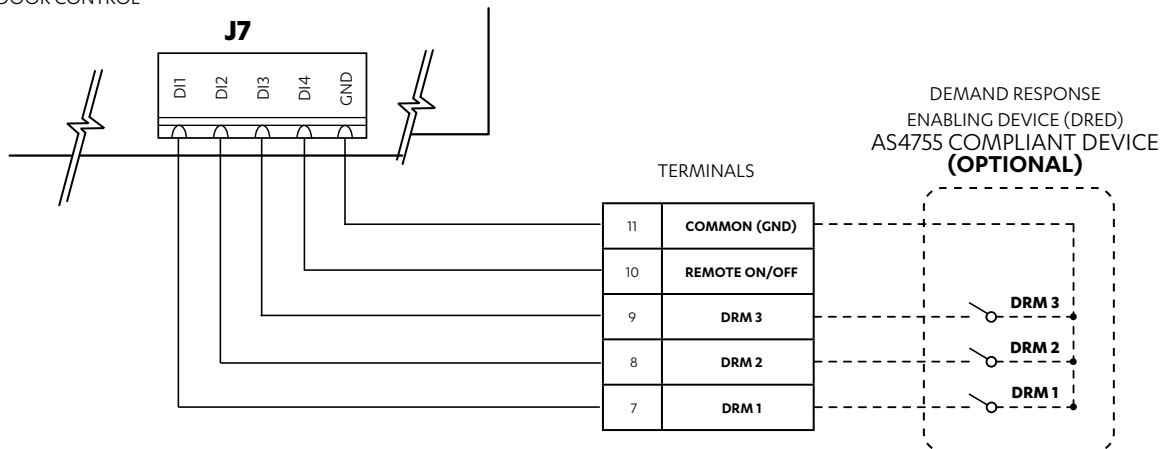 DOOR CONTROL
J7
DI1
DI2
DI3
DI4
GND
DEMAND RESPONSE
ENABLING DEVICE (DRED)
AS4755 COMPLIANT DEVICE
(OPTIONAL)
TERMINALS
11 COMMON (GND)
10 REMOTE ON/OFF
9 DRM 3
8 DRM 2
7 DRM 1
DRM 3
DRM 2
DRM 1